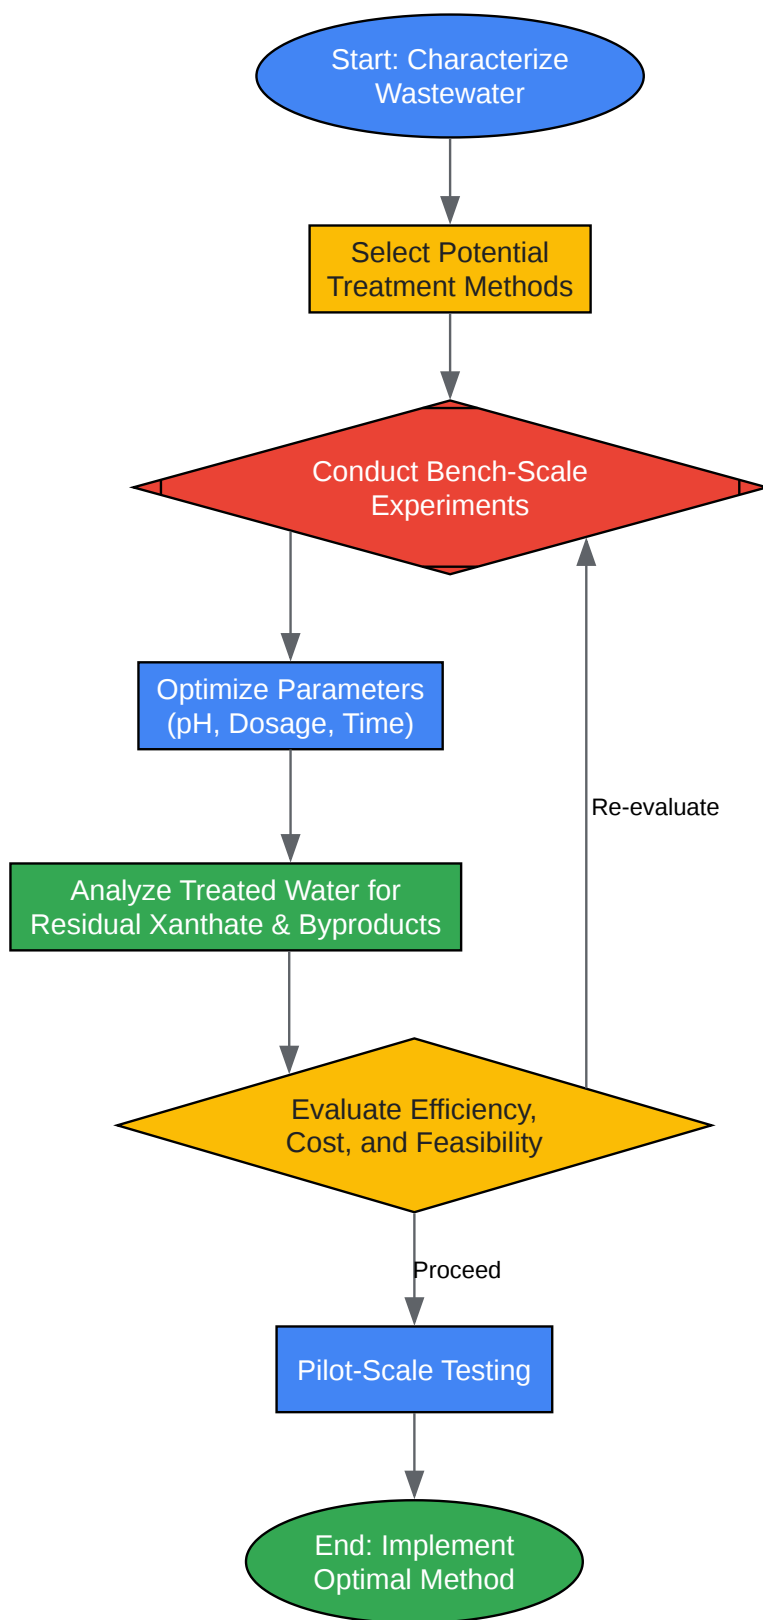 Start: Characterize
Wastewater
Select Potential
Treatment Methods
Conduct Bench-Scale
Experiments
Optimize Parameters
(pH, Dosage, Time)
Re-evaluate
Analyze Treated Water for
Residual Xanthate & Byproducts
Evaluate Efficiency,
Cost, and Feasibility
Proceed
Pilot-Scale Testing
End: Implement
Optimal Method